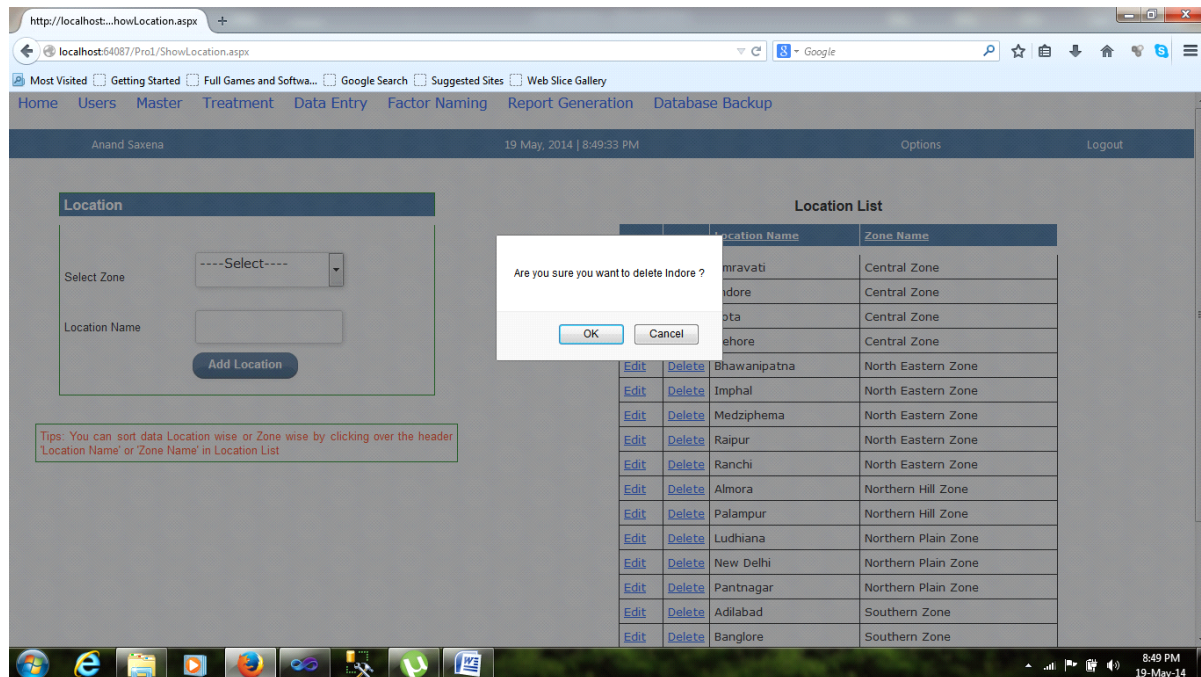 http://localhost:...howLocation.aspx
localhost:64087/Pro1/ShowLocation.aspx
Google
Most Visited Getting Started Full Games and Softwa... Google Search Suggested Sites Web Slice Gallery
Home Users Master Treatment Data Entry Factor Naming Report Generation Database Backup
Anand Saxena 19 May, 2014 | 8:49:33 PM Options Logout
Location
Select Zone ----Select----
Location Name
Add Location
Tips: You can sort data Location wise or Zone wise by clicking over the header
'Location Name' or 'Zone Name' in Location List
Are you sure you want to delete Indore ?
OK Cancel
Location List
ocation Name Zone Name
mravati Central Zone
ndore Central Zone
ota Central Zone
ehore Central Zone
Edit Delete Bhawanipatna North Eastern Zone
Edit Delete Imphal North Eastern Zone
Edit Delete Medziphema North Eastern Zone
Edit Delete Raipur North Eastern Zone
Edit Delete Ranchi North Eastern Zone
Edit Delete Almora Northern Hill Zone
Edit Delete Palampur Northern Hill Zone
Edit Delete Ludhiana Northern Plain Zone
Edit Delete New Delhi Northern Plain Zone
Edit Delete Pantnagar Northern Plain Zone
Edit Delete Adilabad Southern Zone
Edit Delete Banglore Southern Zone
8:49 PM
19-May-14